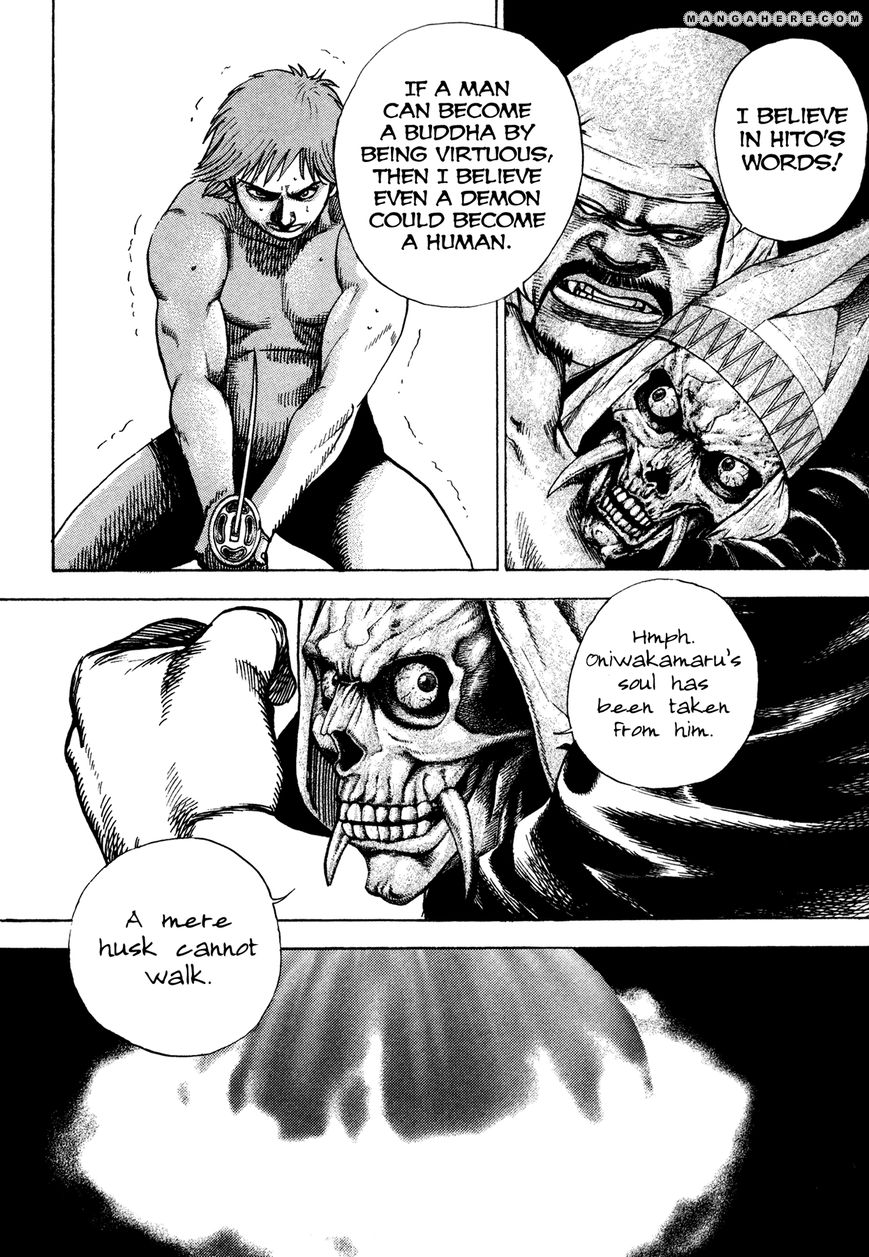 MANGAHERE.COM
I BELIEVE
IN HITO'S
WORDS!
IF A MAN
CAN BECOME
A BUDDHA BY
BEING VIRTUOUS,
THEN I BELIEVE
EVEN A DEMON
COULD BECOME
A HUMAN.
Hmph.
Oniwakamaru's
soul has
been taken
from him.
A mere
husk cannot
walk.